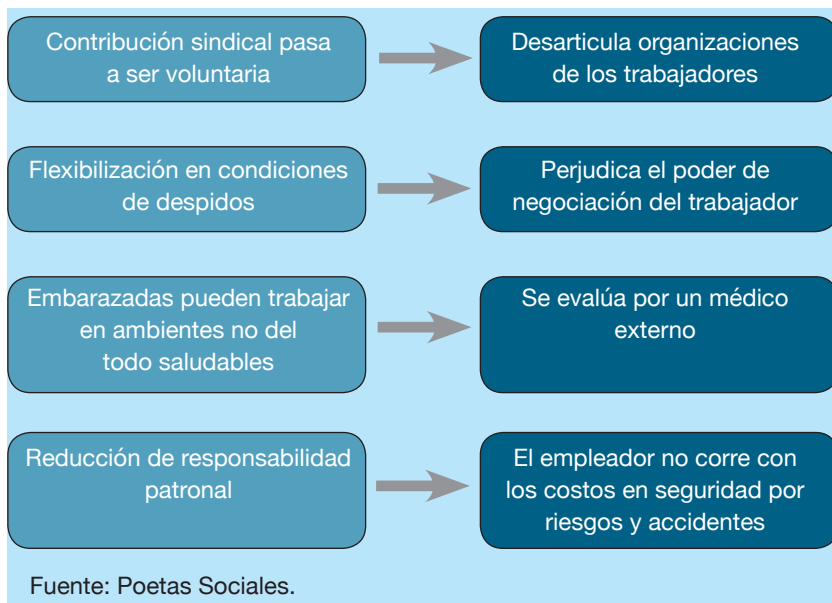 Contribución sindical pasa
a ser voluntaria
Desarticula organizaciones
de los trabajadores
Flexibilización en condiciones
de despidos
Perjudica el poder de
negociación del trabajador
Embarazadas pueden trabajar
en ambientes no del
todo saludables
Se evalúa por un médico
externo
Reducción de responsabilidad
patronal
El empleador no corre con
los costos en seguridad por
riesgos y accidentes
Fuente: Poetas Sociales.